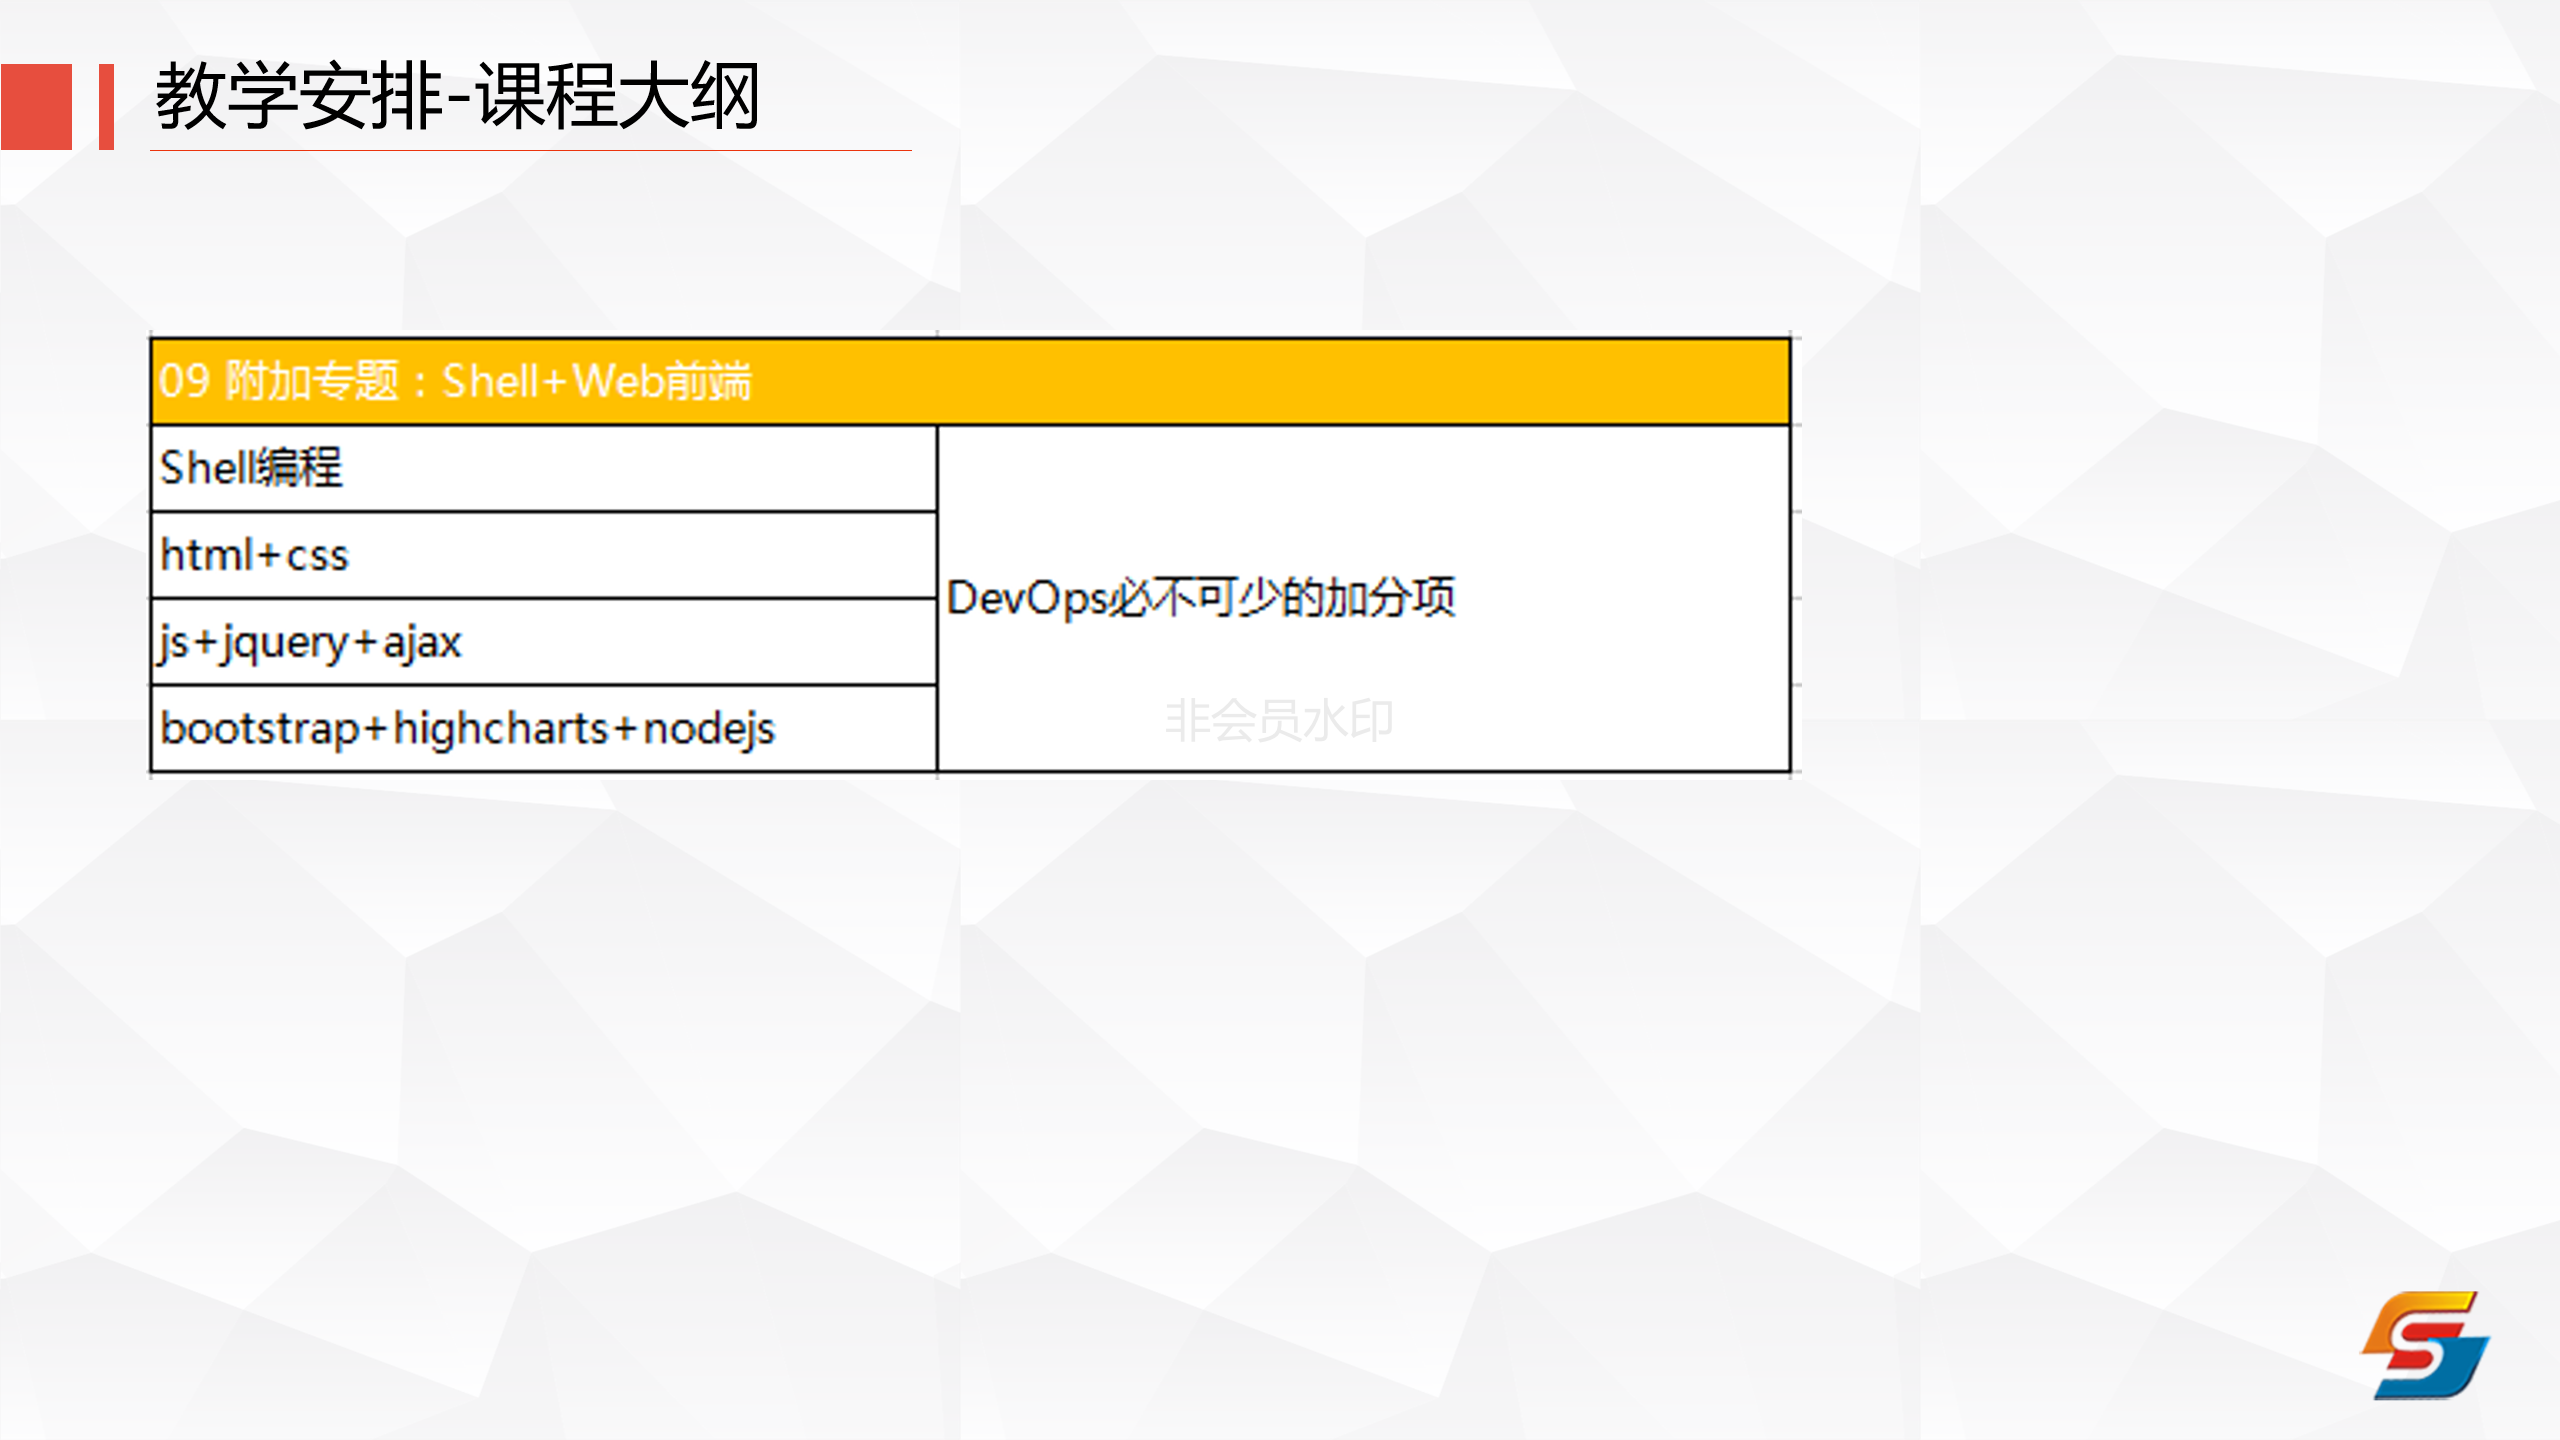 教学安排-课程大纲
09 附加专题：Shell+Web前端
Shell编程
html+css
DevOps必不可少的加分项
js+jquery+ajax
bootstrap+highcharts+nodejs
非会员水印